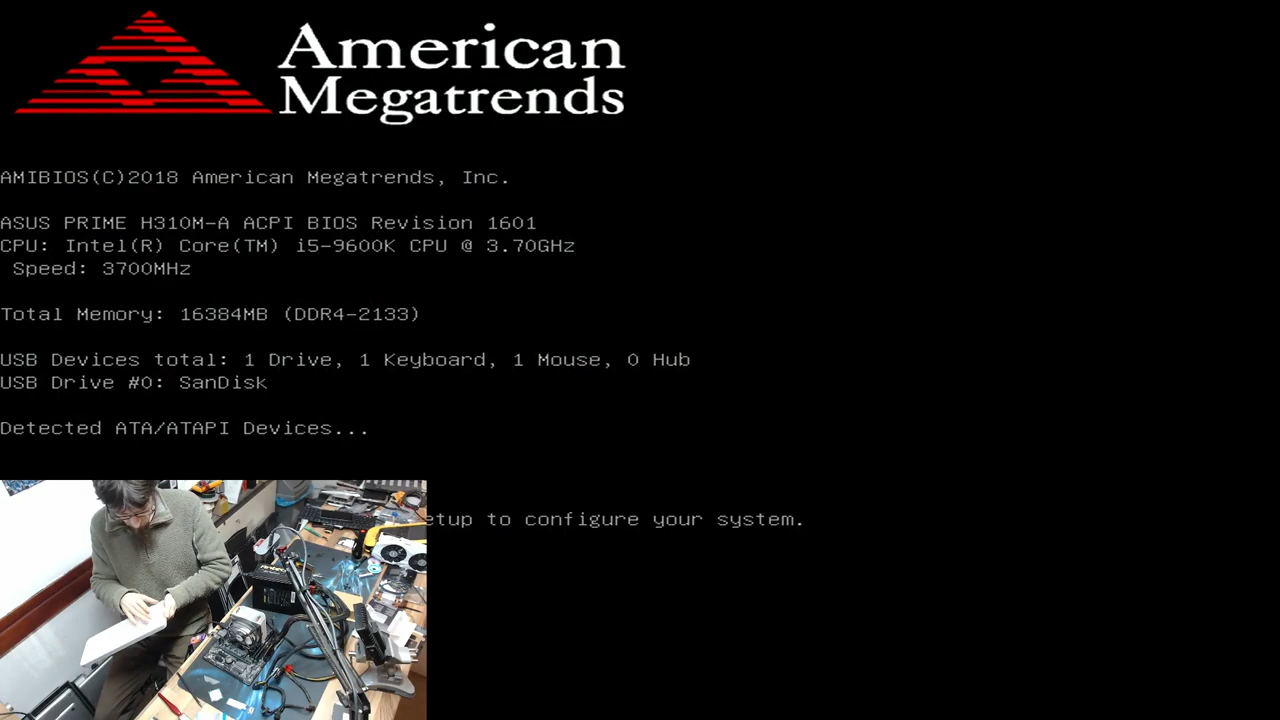 American
Megatrends
AMIBIOS(C)2018 American Megatrends, Inc.
ASUS PRIME H310M-A ACPI BIOS Revision 1601
CPU: Intel(R) Core(TM) i5-9600K CPU @ 3.70GHz
Speed: 3700MHz
Total Memory: 16384MB (DDR4-2133)
USB Devices total: 1 Drive, 1 Keyboard, 1 Mouse, 0 Hub
USB Drive #0: SanDisk
Detected ATA/ATAPI Devices...
etup to configure your system.